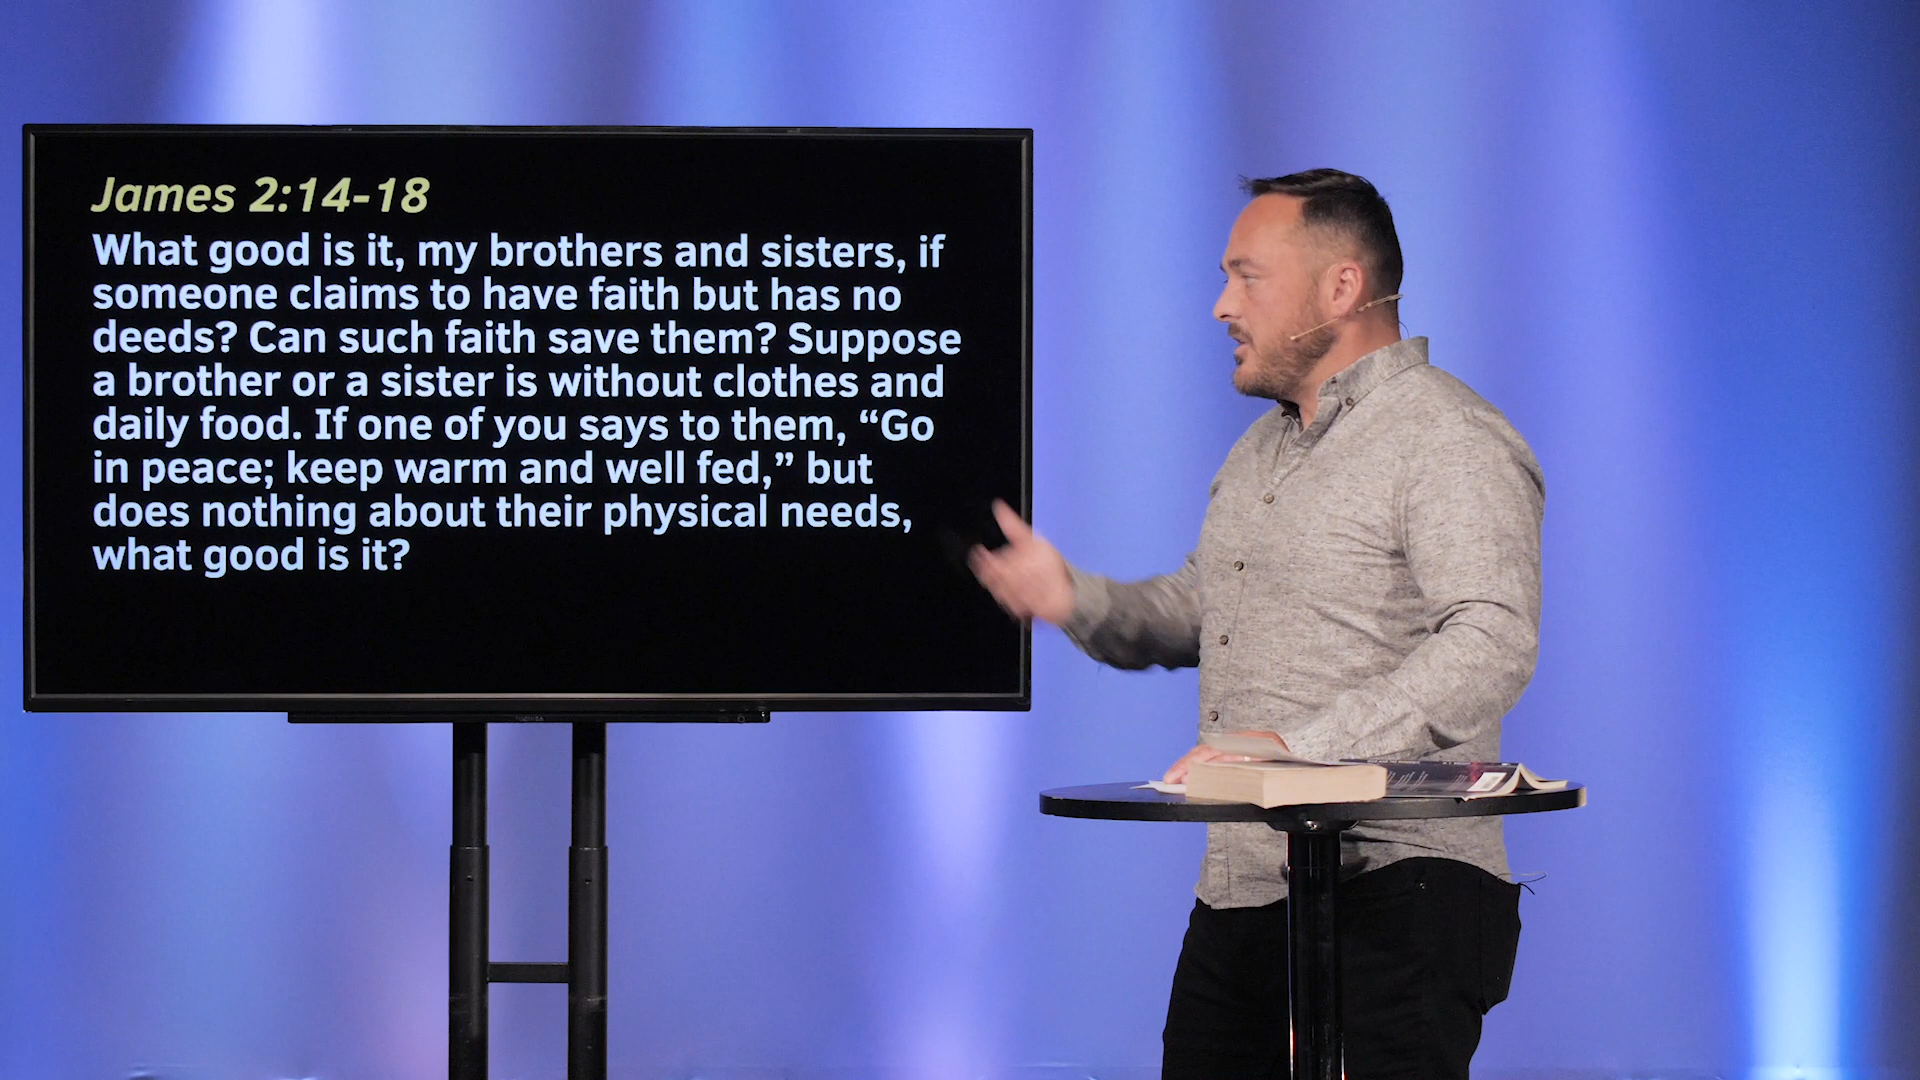 James 2:14-18
What good is it, my brothers and sisters, if
someone claims to have faith but has no
deeds? Can such faith save them? Suppose
a brother or a sister is without clothes and
daily food. If one of you says to them, “Go
in peace; keep warm and well fed,” but
does nothing about their physical needs,
what good is it?